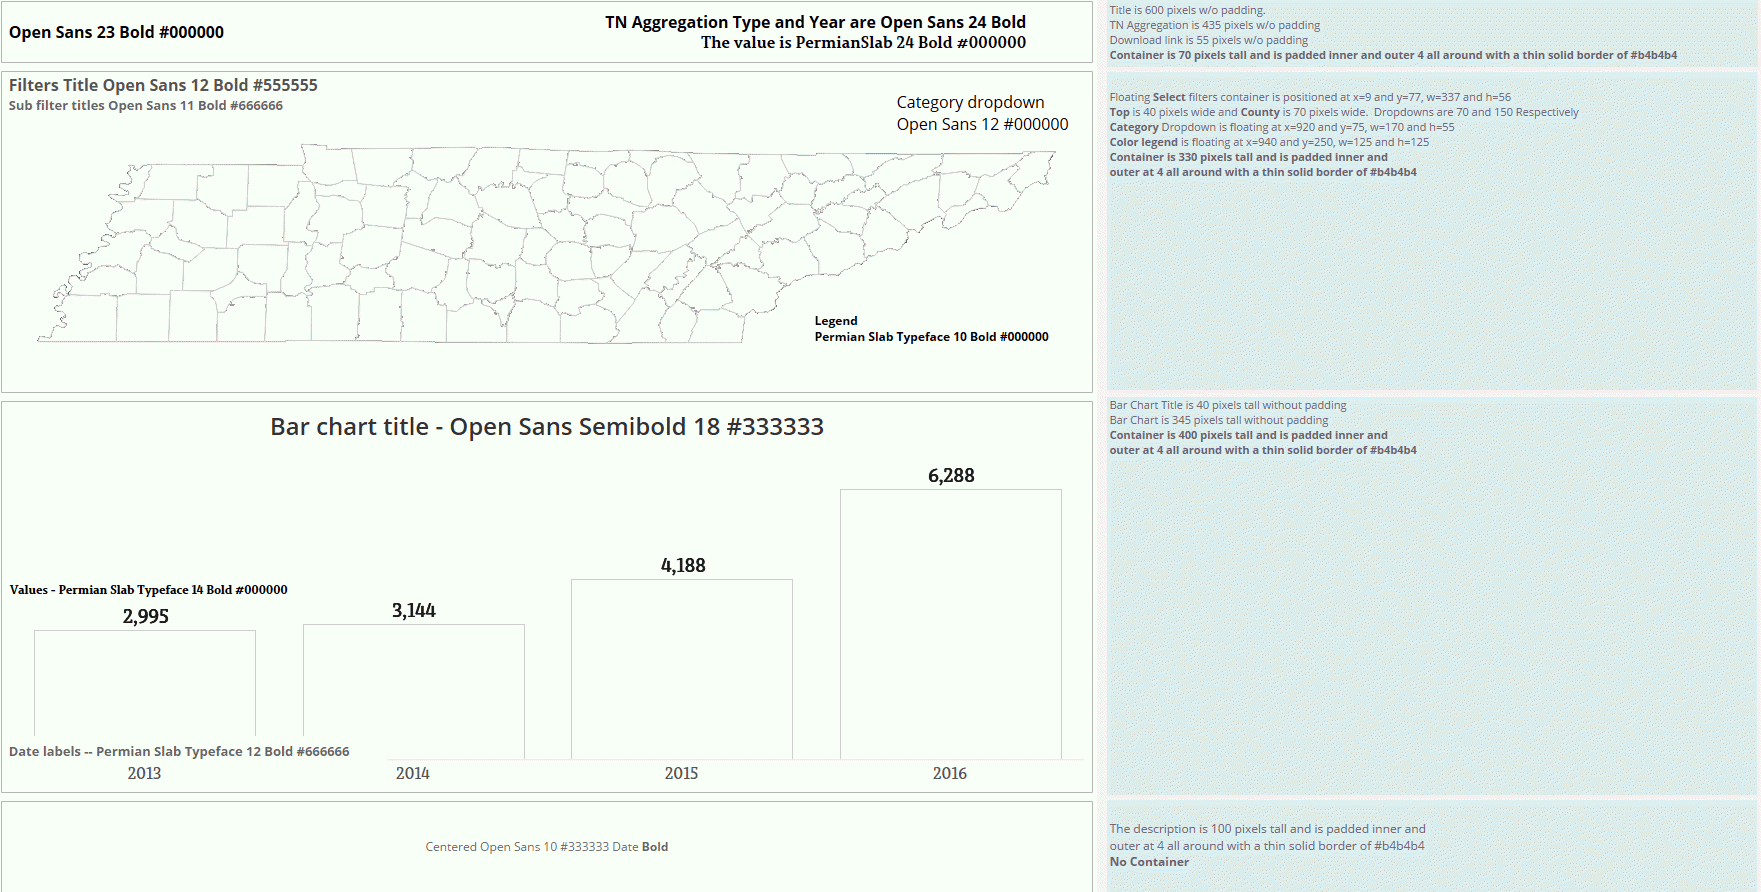 Open Sans 23 Bold #000000
TN Aggregation Type and Year are Open Sans 24 Bold
The value is PermianSlab 24 Bold #000000
Title is 600 pixels w/o padding.
TN Aggregation is 435 pixels w/o padding
Download link is 55 pixels w/o padding
Container is 70 pixels tall and is padded inner and outer 4 all around with a thin solid border of #b4b4b4
Filters Title Open Sans 12 Bold #555555
Sub filter titles Open Sans 11 Bold #666666
Category dropdown
Open Sans 12 #000000
Legend
Permian Slab Typeface 10 Bold #000000
Floating Select filters container is positioned at x=9 and y=77, w=337 and h=56
Top is 40 pixels wide and County is 70 pixels wide.  Dropdowns are 70 and 150 Respectively
Category Dropdown is floating at x=920 and y=75, w=170 and h=55
Color legend is floating at x=940 and y=250, w=125 and h=125
Container is 330 pixels tall and is padded inner and
outer at 4 all around with a thin solid border of #b4b4b4
Bar chart title - Open Sans Semibold 18 #333333
6,288
4,188
Values - Permian Slab Typeface 14 Bold #000000
2,995
3,144
Date labels -- Permian Slab Typeface 12 Bold #666666
2013
2014
2015
2016
Bar Chart Title is 40 pixels tall without padding
Bar Chart is 345 pixels tall without padding
Container is 400 pixels tall and is padded inner and
outer at 4 all around with a thin solid border of #b4b4b4
Centered Open Sans 10 #333333 Date Bold
The description is 100 pixels tall and is padded inner and
outer at 4 all around with a thin solid border of #b4b4b4
No Container